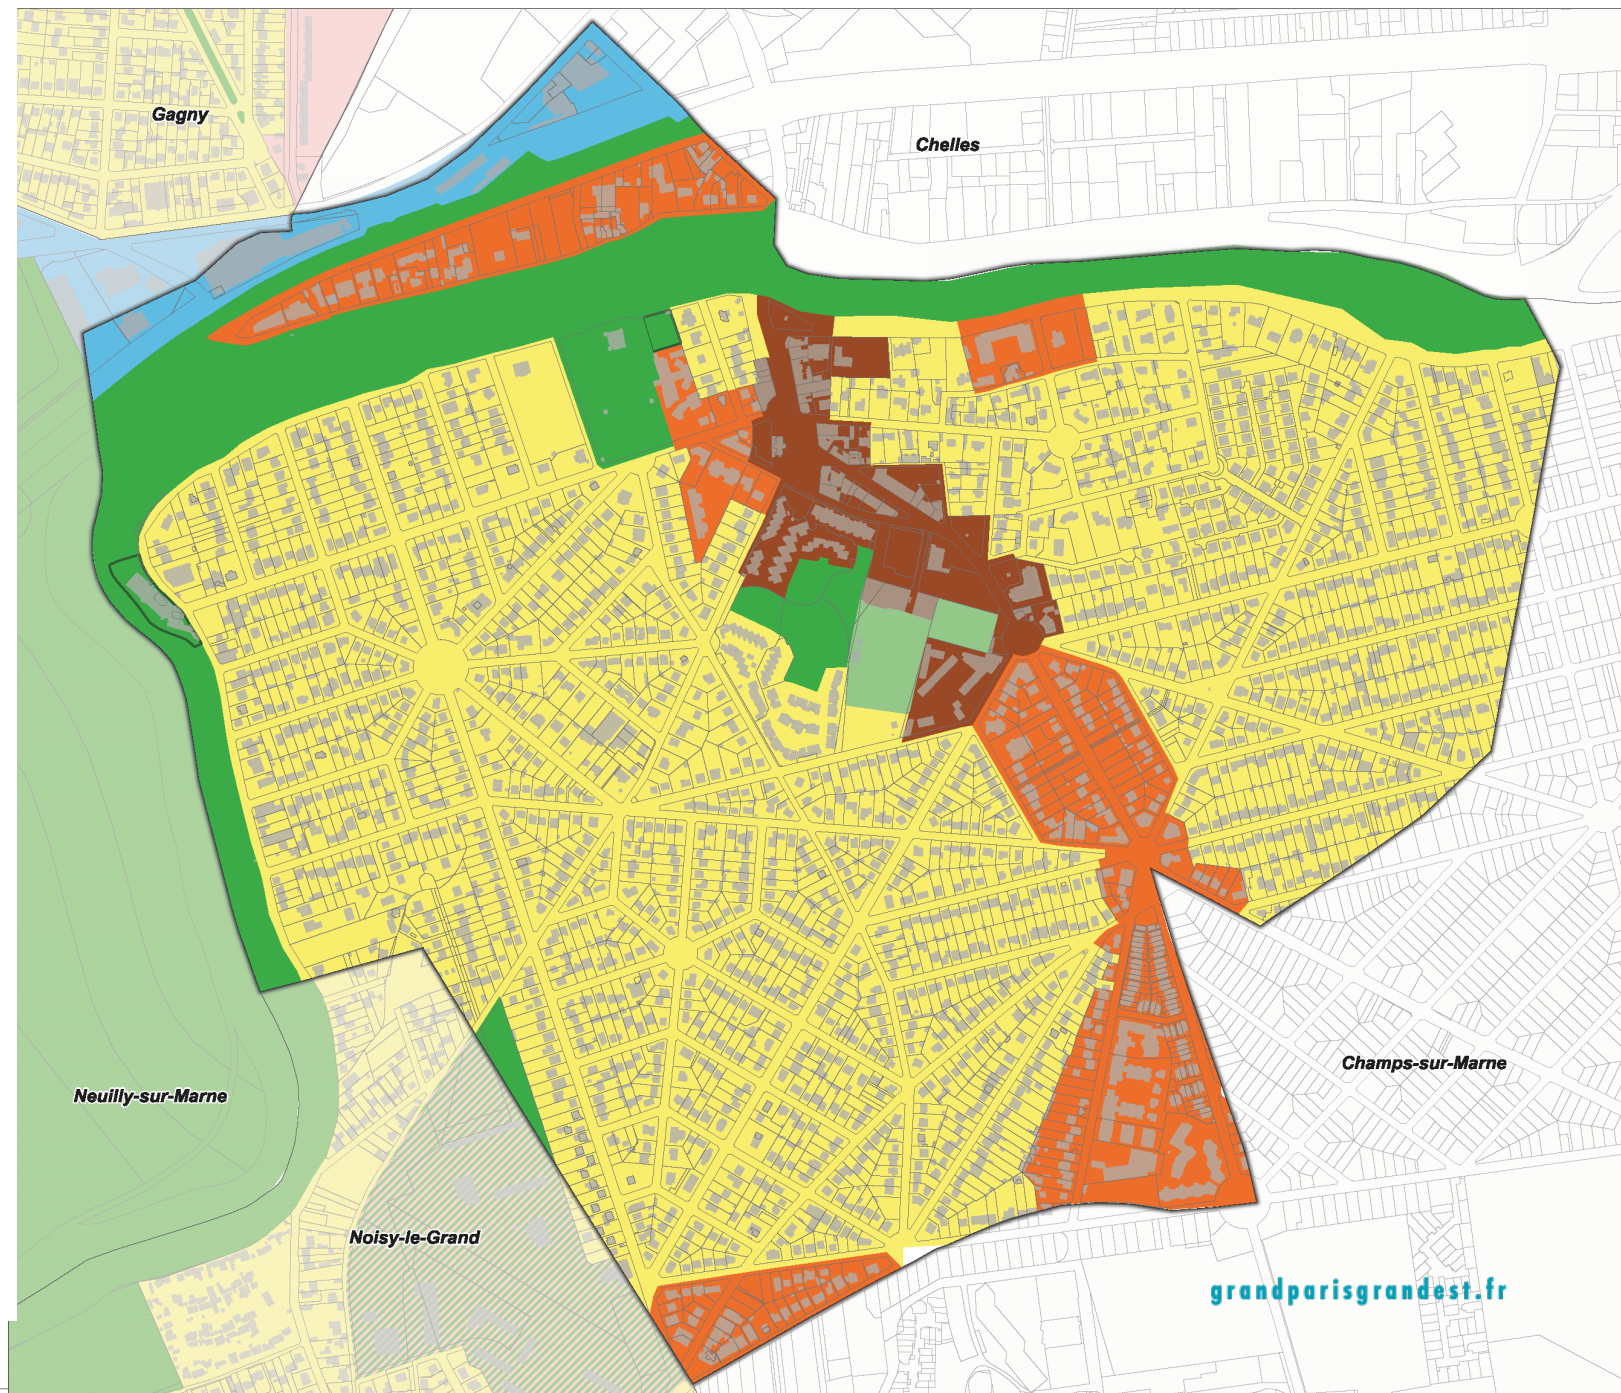 Gagny
Chelles
Champs-sur-Marne
Neuilly-sur-Marne
Noisy-le-Grand
grandparisgrandest.fr